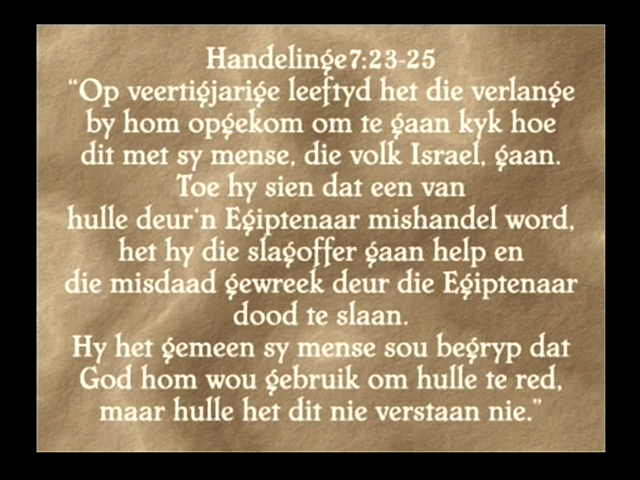 Handelinge7:23-25
“Op veertigjarige leeftyd het die verlange
by hom opgekom om te gaan kyk hoe
dit met sy mense, die volk Israel, gaan.
Toe hy sien dat een van
hulle deur‘n Egiptenaar mishandel word,
het hy die slagoffer gaan help en
die misdaad gewreek deur die Egiptenaar
dood te slaan.
Hy het gemeen sy mense sou begryp dat
God hom wou gebruik om hulle te red,
maar hulle het dit nie verstaan nie.”